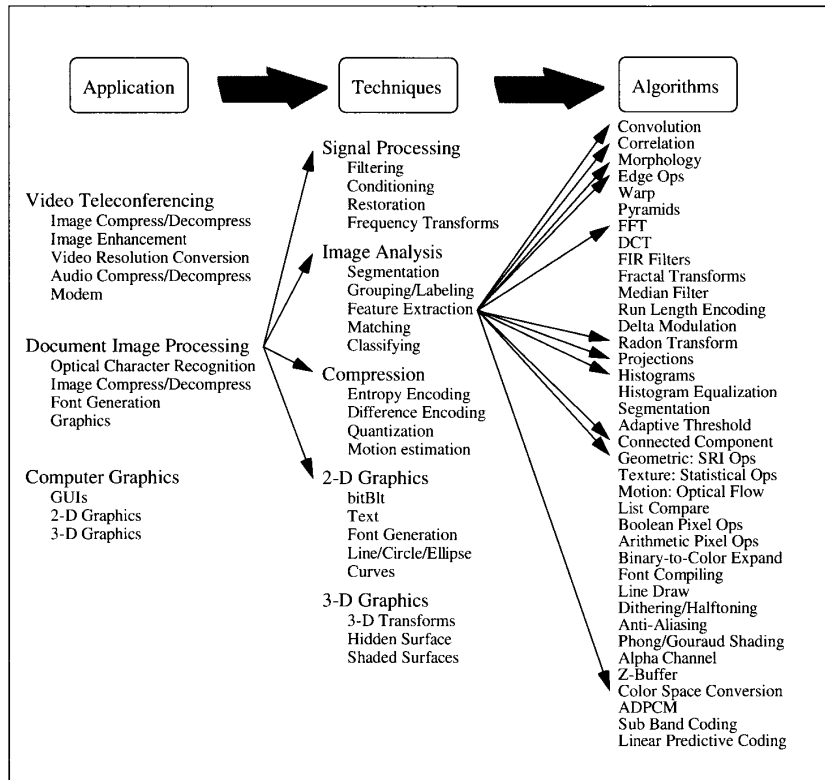 Application
Techniques
Algorithms
Video Teleconferencing
Image Compress/Decompress
Image Enhancement
Video Resolution Conversion
Audio Compress/Decompress
Modem
Document Image Processing
Optical Character Recognition
Image Compress/Decompress
Font Generation
Graphics
Computer Graphics
GUIs
2-D Graphics
3-D Graphics
Signal Processing
Filtering
Conditioning
Restoration
Frequency Transforms
Image Analysis
Segmentation
Grouping/Labeling
Feature Extraction
Matching
Classifying
Compression
Entropy Encoding
Difference Encoding
Quantization
Motion estimation
2-D Graphics
bitBlt
Text
Font Generation
Line/Circle/Ellipse
Curves
3-D Graphics
3-D Transforms
Hidden Surface
Shaded Surfaces
Convolution
Correlation
Morphology
Edge Ops
Warp
Pyramids
FFT
DCT
FIR Filters
Fractal Transforms
Median Filter
Run Length Encoding
Delta Modulation
Radon Transform
Projections
Histograms
Histogram Equalization
Segmentation
Adaptive Threshold
Connected Component
Geometric: SRI Ops
Texture: Statistical Ops
Motion: Optical Flow
List Compare
Boolean Pixel Ops
Arithmetic Pixel Ops
Binary-to-Color Expand
Font Compiling
Line Draw
Dithering/Halftoning
Anti-Aliasing
Phong/Gouraud Shading
Alpha Channel
Z-Buffer
Color Space Conversion
ADPCM
Sub Band Coding
Linear Predictive Coding